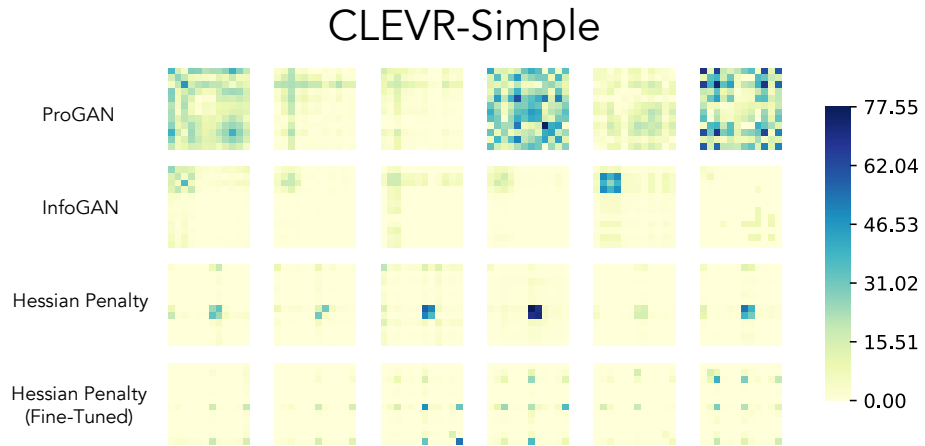 CLEVR-Simple
ProGAN
InfoGAN
Hessian Penalty
Hessian Penalty
(Fine-Tuned)
77.55
62.04
46.53
31.02
15.51
0.00